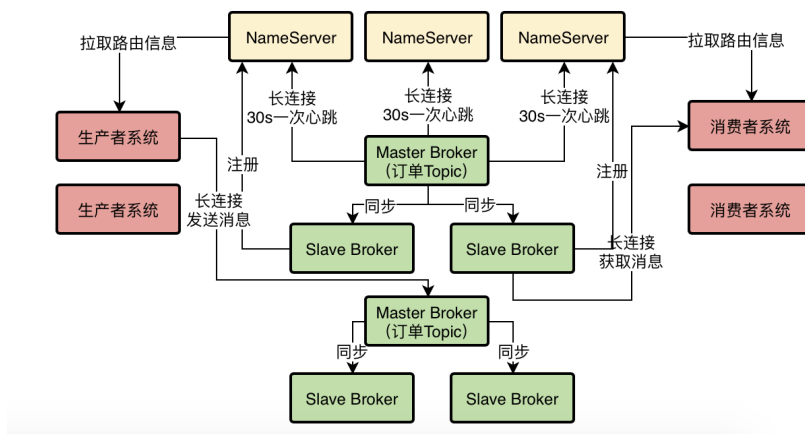 NameServer
NameServer
NameServer
拉取路由信息
拉取路由信息
长连接
30s一次心跳
长连接
30s一次心跳
长连接
30s一次心跳
生产者系统
消费者系统
Master Broker
（订单Topic）
注册
注册
生产者系统
长连接
发送消息
同步
同步
消费者系统
Slave Broker
Slave Broker
长连接
获取消息
Master Broker
（订单Topic）
同步
同步
Slave Broker
Slave Broker